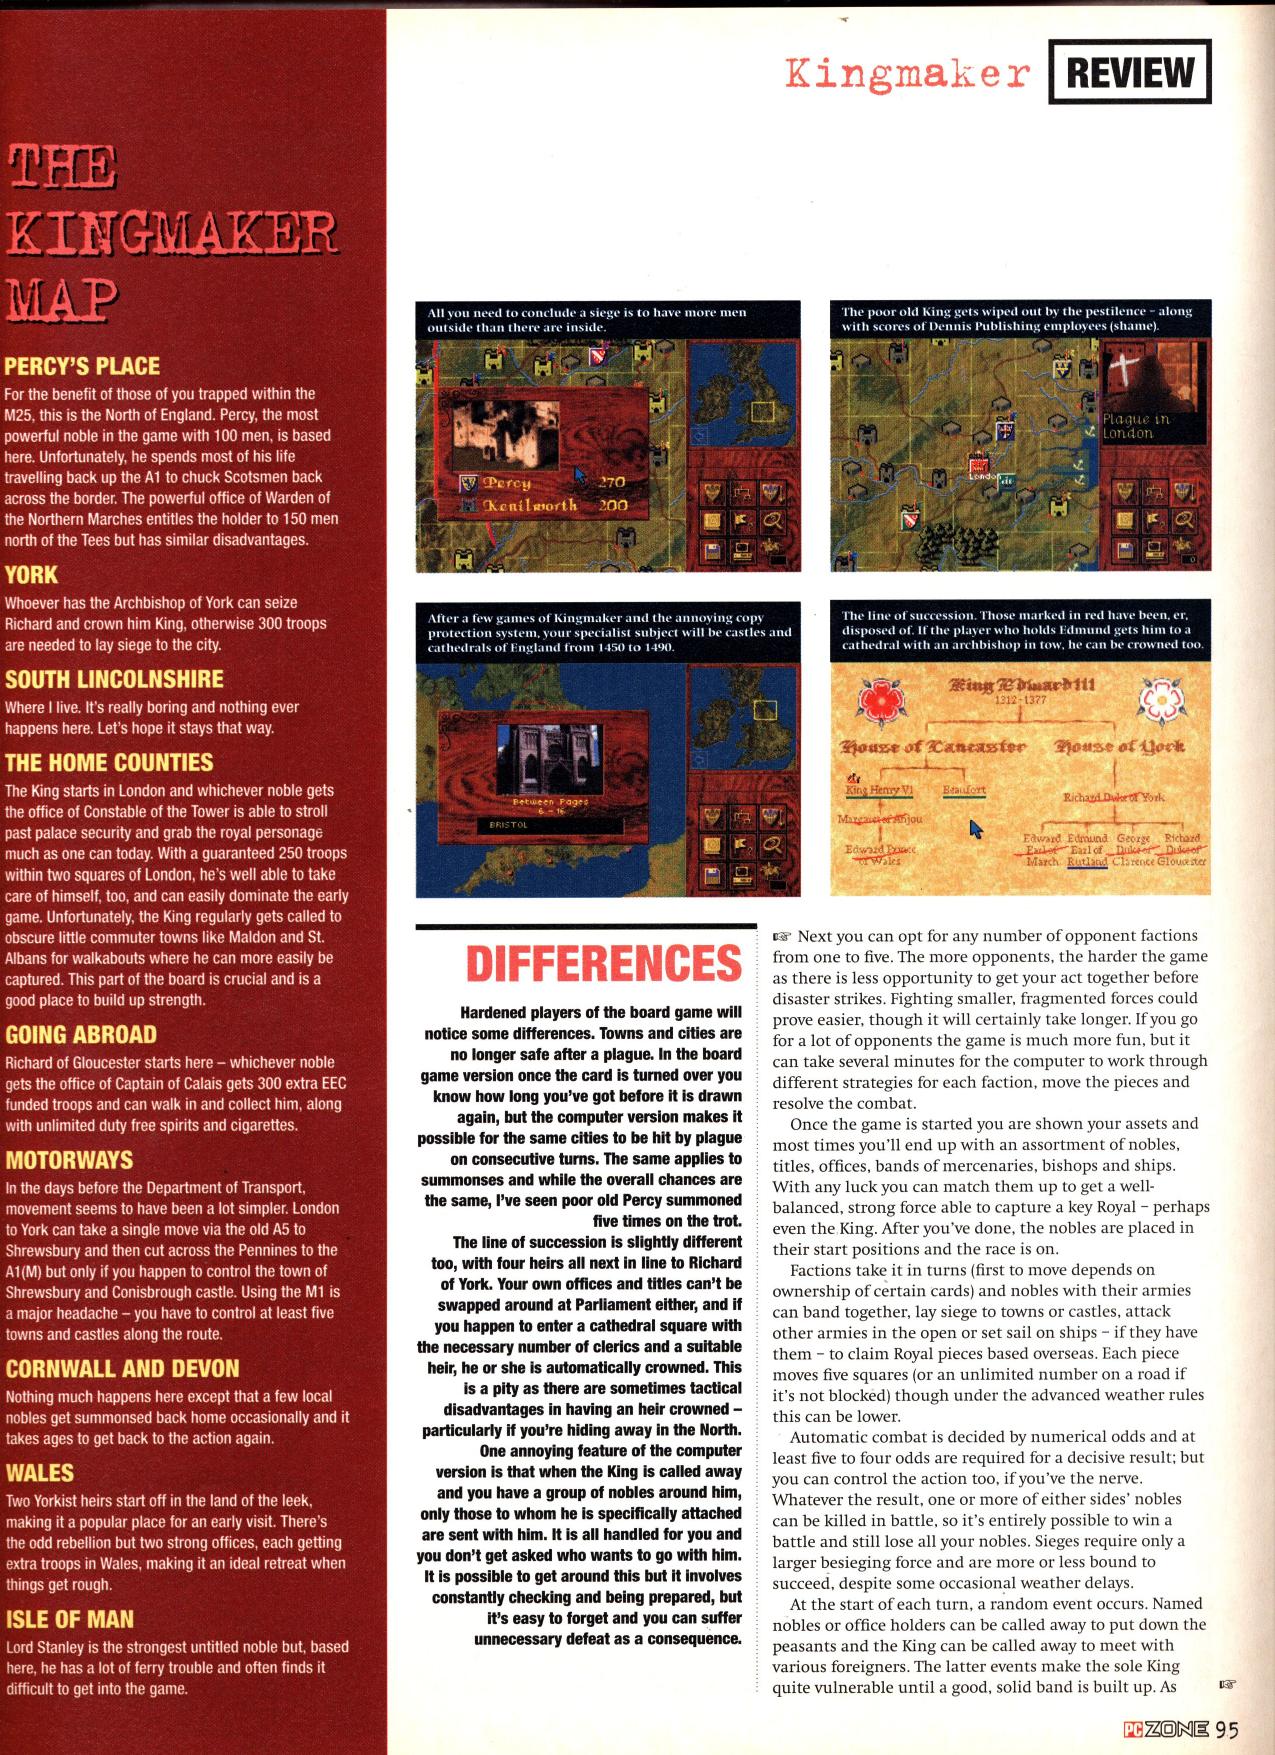 Kingmaker REVIEW
THE
KINGMAKER
MAP
PERCY'S PLACE
For the benefit of those of you trapped within the
M25, this is the North of England. Percy, the most
powerful noble in the game with 100 men, is based
here. Unfortunately, he spends most of his life
travelling back up the A1 to chuck Scotsmen back
across the border. The powerful office of Warden of
the Northern Marches entitles the holder to 150 men
north of the Tees but has similar disadvantages.
YORK
Whoever has the Archbishop of York can seize
Richard and crown him King, otherwise 300 troops
are needed to lay siege to the city.
SOUTH LINCOLNSHIRE
Where I live. It's really boring and nothing ever
happens here. Let's hope it stays that way.
THE HOME COUNTIES
The King starts in London and whichever noble gets
the office of Constable of the Tower is able to stroll
past palace security and grab the royal personage
much as one can today. With a guaranteed 250 troops
within two squares of London, he's well able to take
care of himself, too, and can easily dominate the early
game. Unfortunately, the King regularly gets called to
obscure little commuter towns like Maldon and St.
Albans for walkabouts where he can more easily be
captured. This part of the board is crucial and is a
good place to build up strength.
GOING ABROAD
Richard of Gloucester starts here – whichever noble
gets the office of Captain of Calais gets 300 extra EEC
funded troops and can walk in and collect him, along
with unlimited duty free spirits and cigarettes.
MOTORWAYS
In the days before the Department of Transport,
movement seems to have been a lot simpler. London
to York can take a single move via the old A5 to
Shrewsbury and then cut across the Pennines to the
A1(M) but only if you happen to control the town of
Shrewsbury and Conisbrough castle. Using the M1 is
a major headache – you have to control at least five
towns and castles along the route.
CORNWALL AND DEVON
Nothing much happens here except that a few local
nobles get summonsed back home occasionally and it
takes ages to get back to the action again.
WALES
Two Yorkist heirs start off in the land of the leek,
making it a popular place for an early visit. There's
the odd rebellion but two strong offices, each getting
extra troops in Wales, making it an ideal retreat when
things get rough.
ISLE OF MAN
Lord Stanley is the strongest untitled noble but, based
here, he has a lot of ferry trouble and often finds it
difficult to get into the game.
All you need to conclude a siege is to have more men
outside than there are inside.
Percy 270
Kenilworth 200
The poor old King gets wiped out by the pestilence – along
with scores of Dennis Publishing employees (shame).
Plague in
London
London
After a few games of Kingmaker and the annoying copy
protection system, your specialist subject will be castles and
cathedrals of England from 1450 to 1490.
Between Pages
6 - 16
BRISTOL
The line of succession. Those marked in red have been, er,
disposed of. If the player who holds Edmund gets him to a
cathedral with an archbishop in tow, he can be crowned too.
King Edward III
1312-1377
House of Lancaster House of York
King Henry VI Beaufort
Richard Duke of York
Margaret of Anjou
Edward Prince
of Wales
Edward Edmund George Richard
Earl of Earl of Duke of Duke of
March Rutland Clarence Gloucester
DIFFERENCES
Hardened players of the board game will
notice some differences. Towns and cities are
no longer safe after a plague. In the board
game version once the card is turned over you
know how long you've got before it is drawn
again, but the computer version makes it
possible for the same cities to be hit by plague
on consecutive turns. The same applies to
summonses and while the overall chances are
the same, I've seen poor old Percy summoned
five times on the trot.
The line of succession is slightly different
too, with four heirs all next in line to Richard
of York. Your own offices and titles can't be
swapped around at Parliament either, and if
you happen to enter a cathedral square with
the necessary number of clerics and a suitable
heir, he or she is automatically crowned. This
is a pity as there are sometimes tactical
disadvantages in having an heir crowned –
particularly if you're hiding away in the North.
One annoying feature of the computer
version is that when the King is called away
and you have a group of nobles around him,
only those to whom he is specifically attached
are sent with him. It is all handled for you and
you don't get asked who wants to go with him.
It is possible to get around this but it involves
constantly checking and being prepared, but
it's easy to forget and you can suffer
unnecessary defeat as a consequence.
☞ Next you can opt for any number of opponent factions
from one to five. The more opponents, the harder the game
as there is less opportunity to get your act together before
disaster strikes. Fighting smaller, fragmented forces could
prove easier, though it will certainly take longer. If you go
for a lot of opponents the game is much more fun, but it
can take several minutes for the computer to work through
different strategies for each faction, move the pieces and
resolve the combat.
Once the game is started you are shown your assets and
most times you'll end up with an assortment of nobles,
titles, offices, bands of mercenaries, bishops and ships.
With any luck you can match them up to get a well-
balanced, strong force able to capture a key Royal – perhaps
even the King. After you've done, the nobles are placed in
their start positions and the race is on.
Factions take it in turns (first to move depends on
ownership of certain cards) and nobles with their armies
can band together, lay siege to towns or castles, attack
other armies in the open or set sail on ships – if they have
them – to claim Royal pieces based overseas. Each piece
moves five squares (or an unlimited number on a road if
it's not blocked) though under the advanced weather rules
this can be lower.
Automatic combat is decided by numerical odds and at
least five to four odds are required for a decisive result; but
you can control the action too, if you've the nerve.
Whatever the result, one or more of either sides' nobles
can be killed in battle, so it's entirely possible to win a
battle and still lose all your nobles. Sieges require only a
larger besieging force and are more or less bound to
succeed, despite some occasional weather delays.
At the start of each turn, a random event occurs. Named
nobles or office holders can be called away to put down the
peasants and the King can be called away to meet with
various foreigners. The latter events make the sole King
quite vulnerable until a good, solid band is built up. As ☞
PC ZONE 95